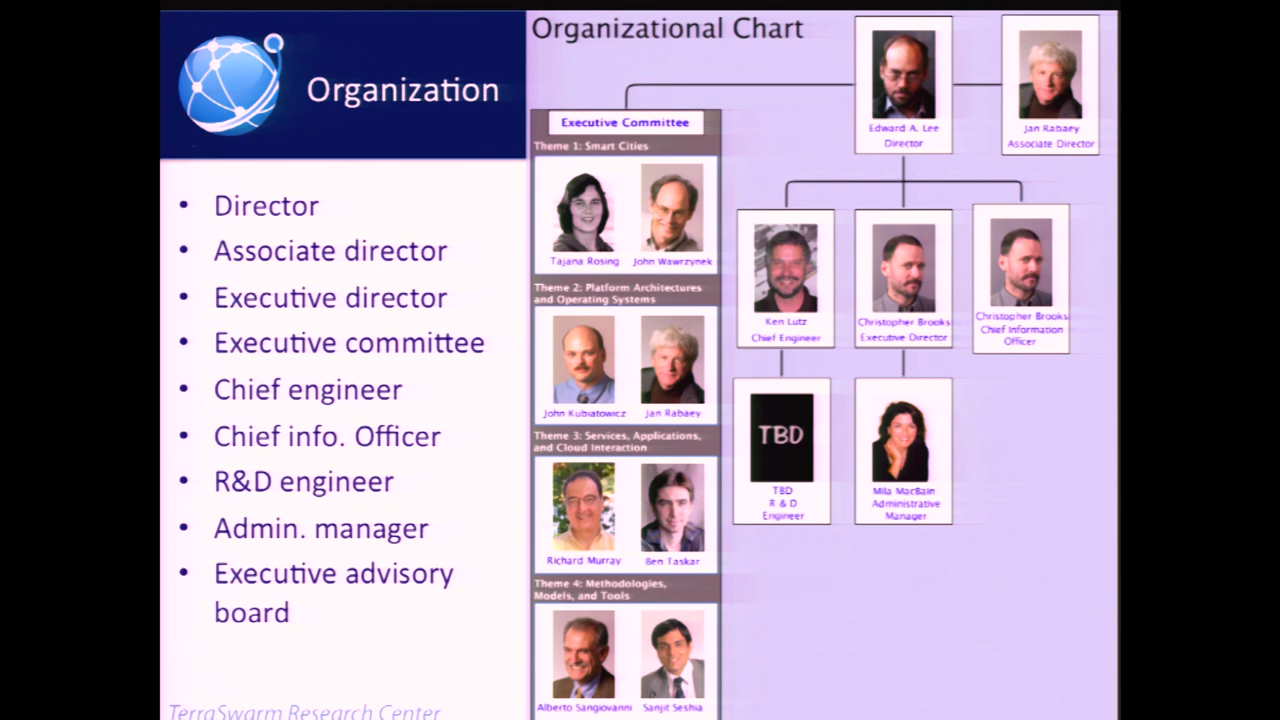 Organization
• Director
• Associate director
• Executive director
• Executive committee
• Chief engineer
• Chief info. Officer
• R&D engineer
• Admin. manager
• Executive advisory
board
TerraSwarm Research Center
Organizational Chart
Edward A. Lee
Director
Jan Rabaey
Associate Director
Executive Committee
Theme 1: Smart Cities
Tajana Rosing
John Wawrzynek
Theme 2: Platform Architectures
and Operating Systems
John Kubiatowicz
Jan Rabaey
Theme 3: Services, Applications,
and Cloud Interaction
Richard Murray
Ben Taskar
Theme 4: Methodologies,
Models, and Tools
Alberto Sangiovanni
Sanjit Seshia
Ken Lutz
Chief Engineer
Christopher Brooks
Executive Director
Christopher Brooks
Chief Information
Officer
TBD
TBD
R & D
Engineer
Mila MacBain
Administrative
Manager